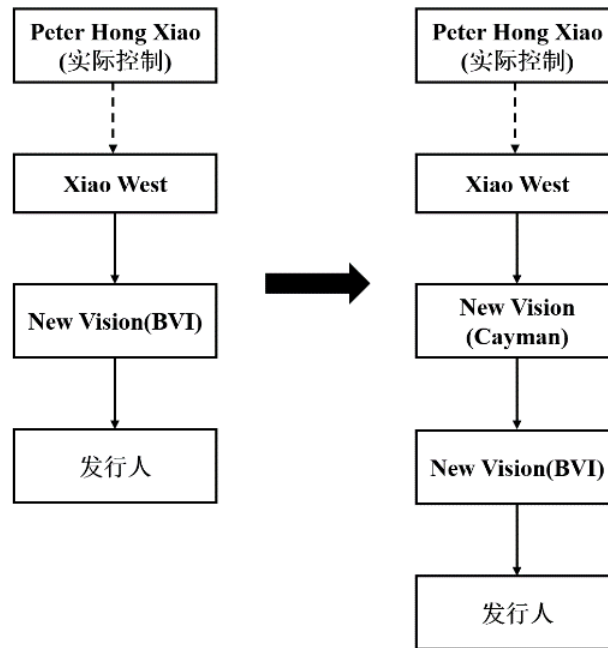 Peter Hong Xiao
(实际控制)
Xiao West
New Vision(BVI)
发行人
Peter Hong Xiao
(实际控制)
Xiao West
New Vision
(Cayman)
New Vision(BVI)
发行人